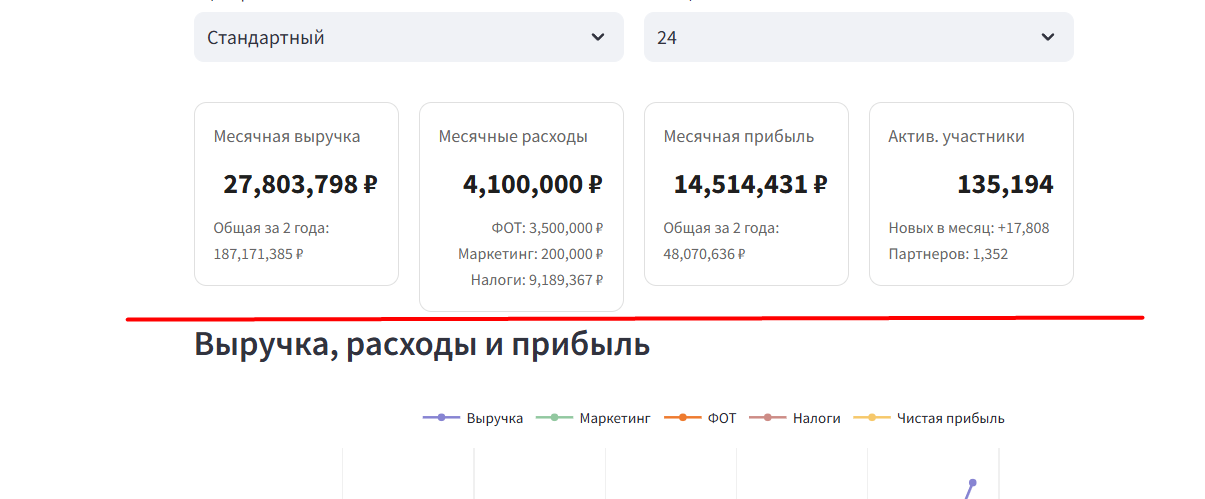 Стандартный
24
Месячная выручка
27,803,798 ₽
Общая за 2 года:
187,171,385 ₽
Месячные расходы
4,100,000 ₽
ФОТ: 3,500,000 ₽
Маркетинг: 200,000 ₽
Налоги: 9,189,367 ₽
Месячная прибыль
14,514,431 ₽
Общая за 2 года:
48,070,636 ₽
Актив. участники
135,194
Новых в месяц: +17,808
Партнеров: 1,352
Выручка, расходы и прибыль
Выручка
Маркетинг
ФОТ
Налоги
Чистая прибыль